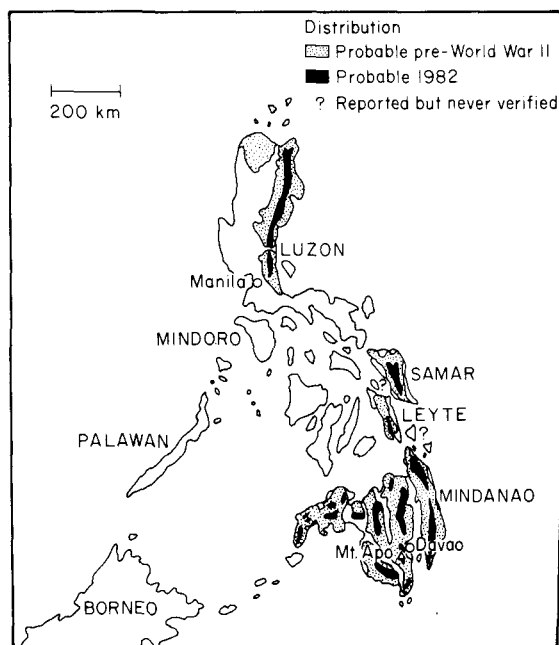 Distribution
Probable pre-World War II
Probable 1982
? Reported but never verified
200 km
LUZON
Manila
MINDORO
SAMAR
?
LEYTE
?
PALAWAN
MINDANAO
Mt. Apo
Davao
BORNEO